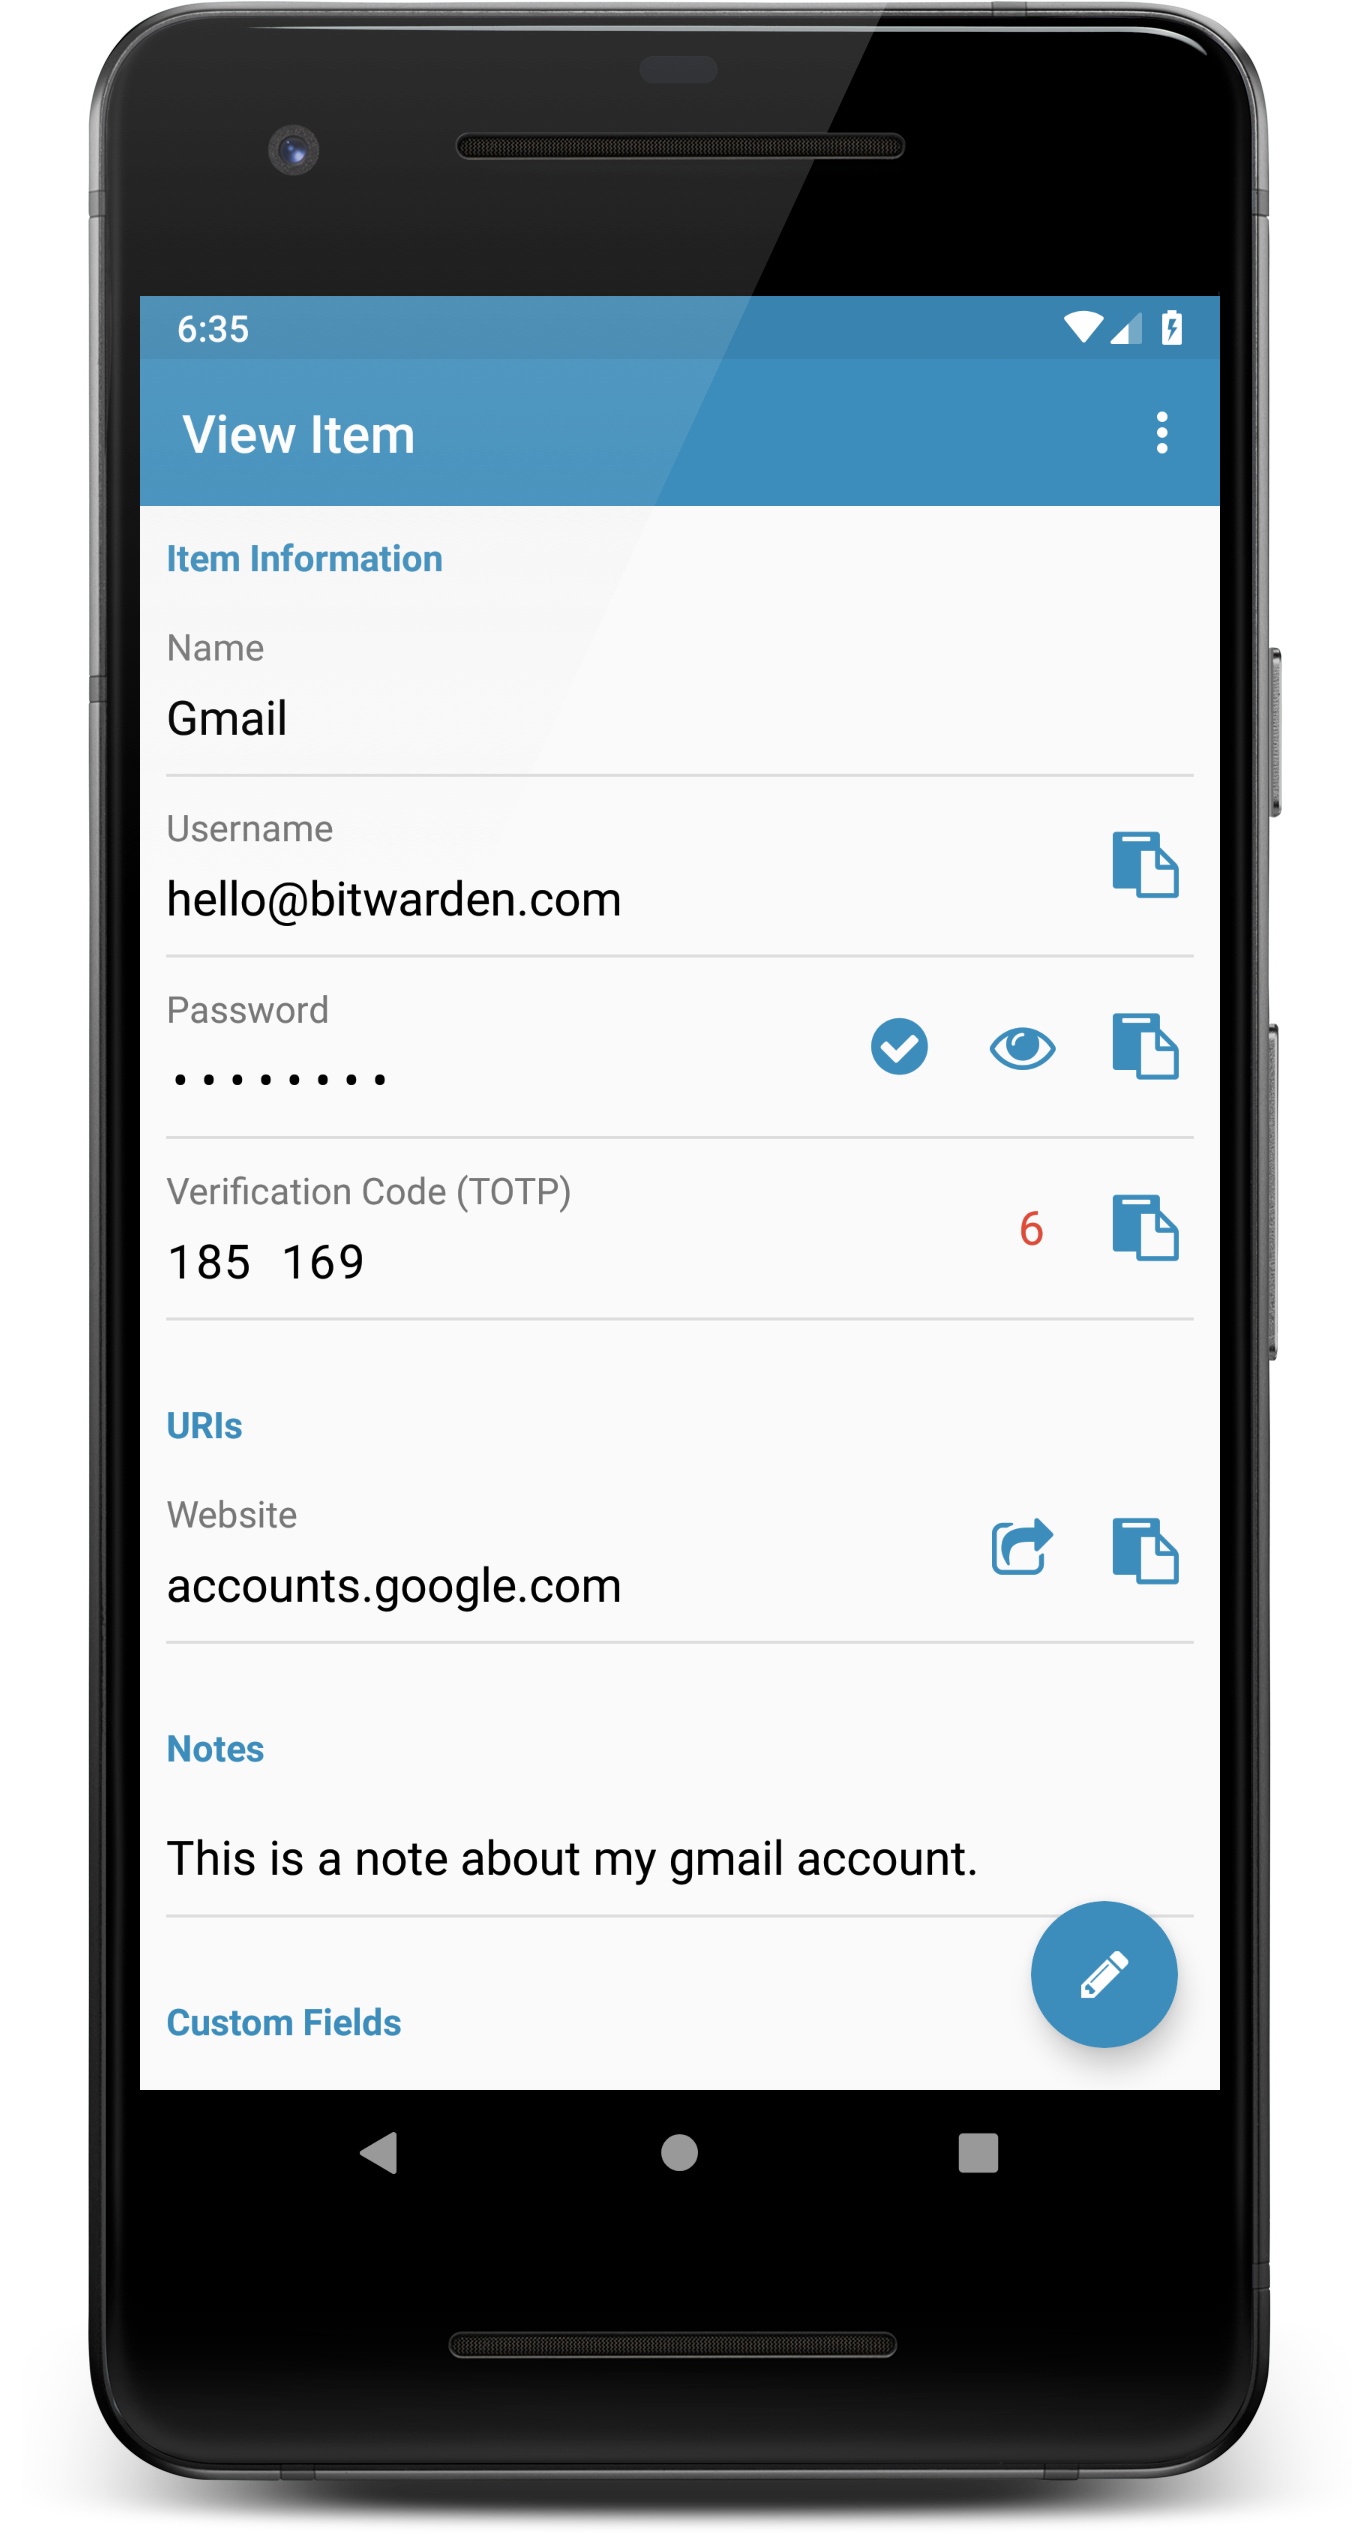 6:35
View Item
Item Information
Name
Gmail
Username
hello@bitwarden.com
Password
••••••••
Verification Code (TOTP)
185 169
6
URIs
Website
accounts.google.com
Notes
This is a note about my gmail account.
Custom Fields